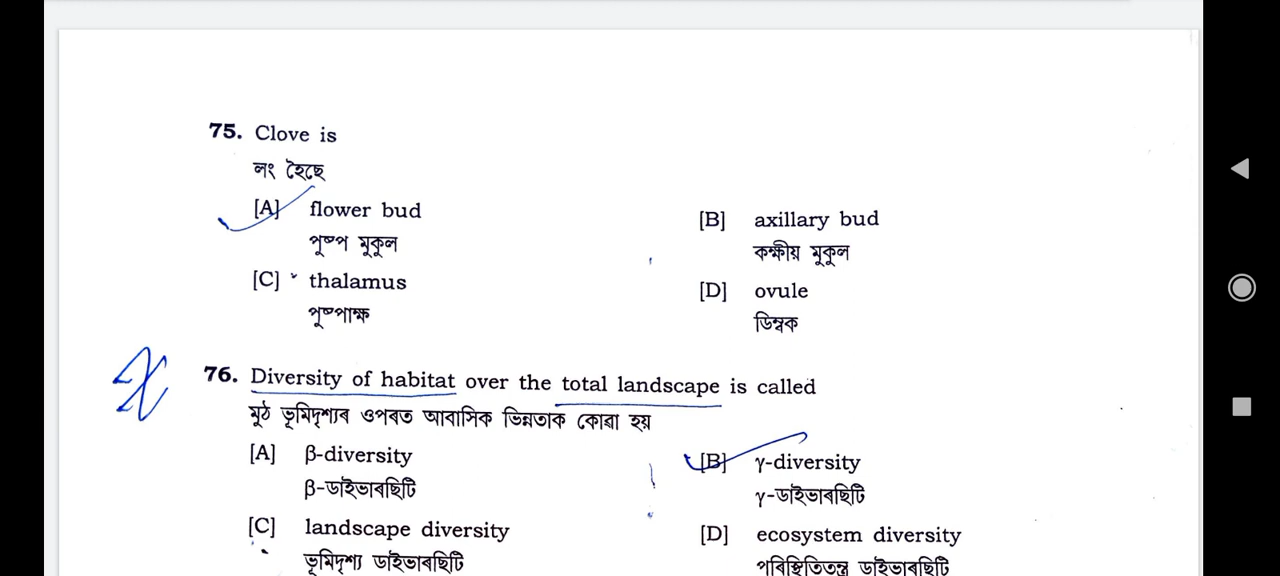 75. Clove is
লং হৈছে
[A] flower bud
পুষ্প মুকুল
[B] axillary bud
কক্ষীয় মুকুল
[C] thalamus
পুষ্পাক্ষ
[D] ovule
ডিম্বক
76. Diversity of habitat over the total landscape is called
মুঠ ভূমিদৃশ্যৰ ওপৰত আবাসিক ভিন্নতাক কোৱা হয়
[A] β-diversity
β-ডাইভাৰছিটি
[B] γ-diversity
γ-ডাইভাৰছিটি
[C] landscape diversity
ভূমিদৃশ্য ডাইভাৰছিটি
[D] ecosystem diversity
পৰিস্থিতিতন্ত্ৰ ডাইভাৰছিটি